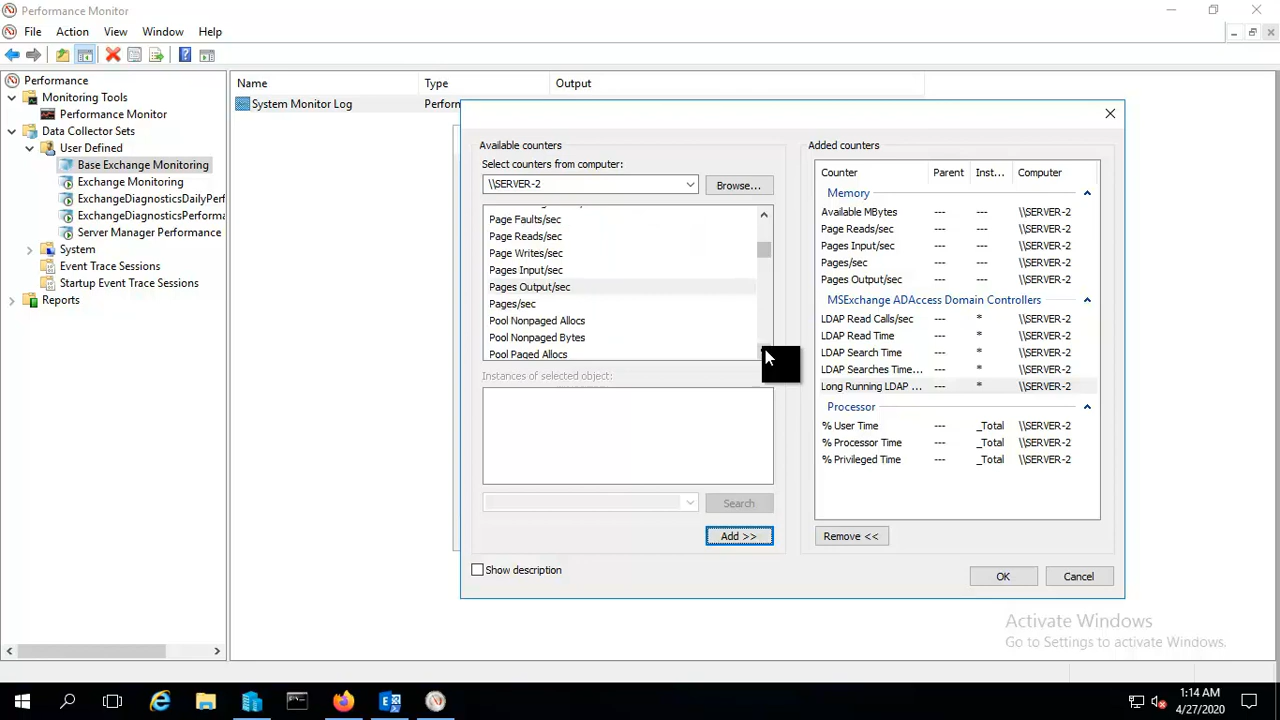 Performance Monitor
File Action View Window Help
Performance
Monitoring Tools
Performance Monitor
Data Collector Sets
User Defined
Base Exchange Monitoring
Exchange Monitoring
ExchangeDiagnosticsDailyPerf
ExchangeDiagnosticsPerforma
Server Manager Performance
System
Event Trace Sessions
Startup Event Trace Sessions
Reports
Name Type Output
System Monitor Log Perforn
Available counters
Select counters from computer:
\\SERVER-2
Browse...
Page Faults/sec
Page Reads/sec
Page Writes/sec
Pages Input/sec
Pages Output/sec
Pages/sec
Pool Nonpaged Allocs
Pool Nonpaged Bytes
Pool Paged Allocs
Instances of selected object:
Search
Add >>
Show description
Added counters
Counter Parent Inst... Computer
Memory
Available MBytes --- --- \\SERVER-2
Page Reads/sec --- --- \\SERVER-2
Pages Input/sec --- --- \\SERVER-2
Pages/sec --- --- \\SERVER-2
Pages Output/sec --- --- \\SERVER-2
MSExchange ADAccess Domain Controllers
LDAP Read Calls/sec --- * \\SERVER-2
LDAP Read Time --- * \\SERVER-2
LDAP Search Time --- * \\SERVER-2
LDAP Searches Time... --- * \\SERVER-2
Long Running LDAP ... --- * \\SERVER-2
Processor
% User Time --- _Total \\SERVER-2
% Processor Time --- _Total \\SERVER-2
% Privileged Time --- _Total \\SERVER-2
Remove <<
OK Cancel
Activate Windows
Go to Settings to activate Windows.
1:14 AM
4/27/2020